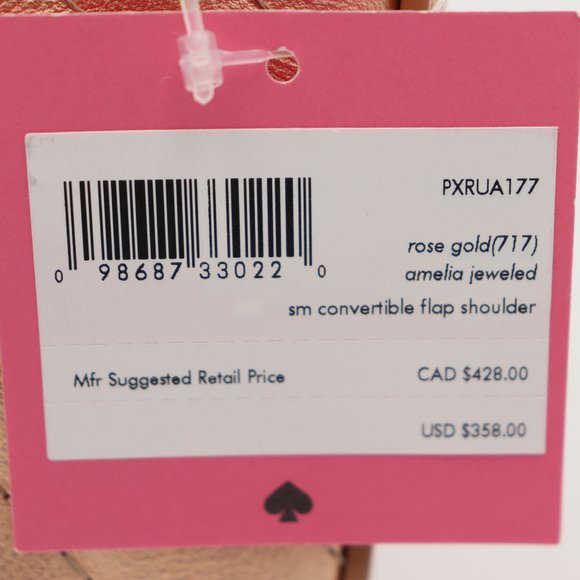 PXRUA177
0 98687 33022 0
rose gold(717)
amelia jeweled
sm convertible flap shoulder
Mfr Suggested Retail Price CAD $428.00
USD $358.00